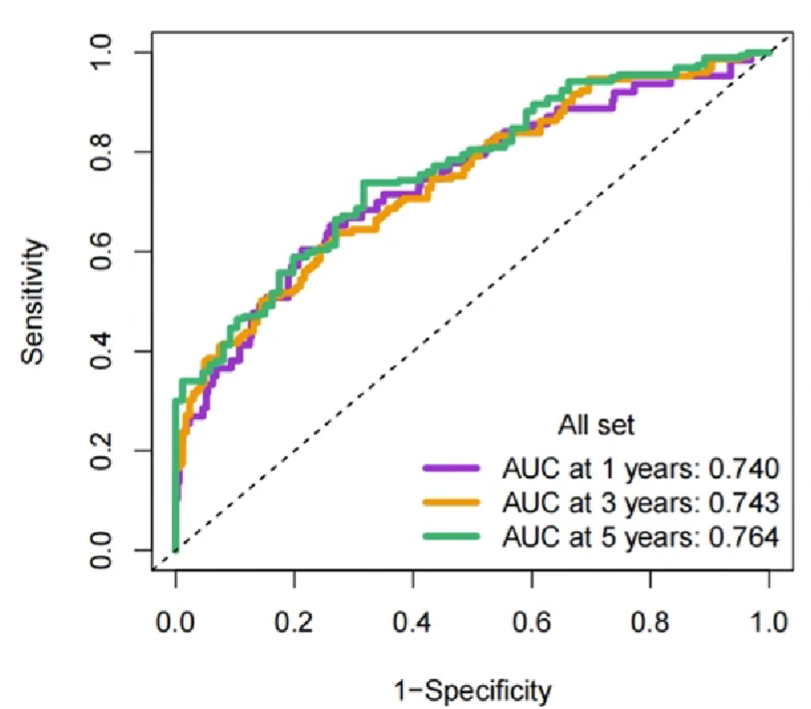 1.0
0.8
0.6
0.4
0.2
0.0
Sensitivity
All set
AUC at 1 years: 0.740
AUC at 3 years: 0.743
AUC at 5 years: 0.764
0.0 0.2 0.4 0.6 0.8 1.0
1−Specificity